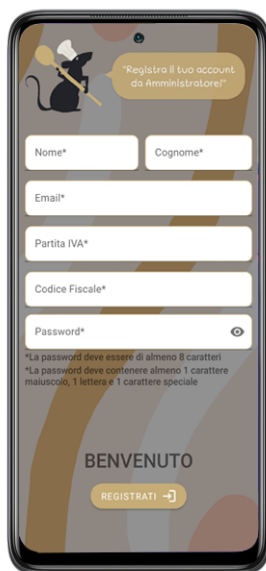 "Registra il tuo account
da Amministratore!"
Nome*
Cognome*
Email*
Partita IVA*
Codice Fiscale*
Password*
*La password deve essere di almeno 8 caratteri
*La password deve contenere almeno 1 carattere
maiuscolo, 1 lettera e 1 carattere speciale
BENVENUTO
REGISTRATI